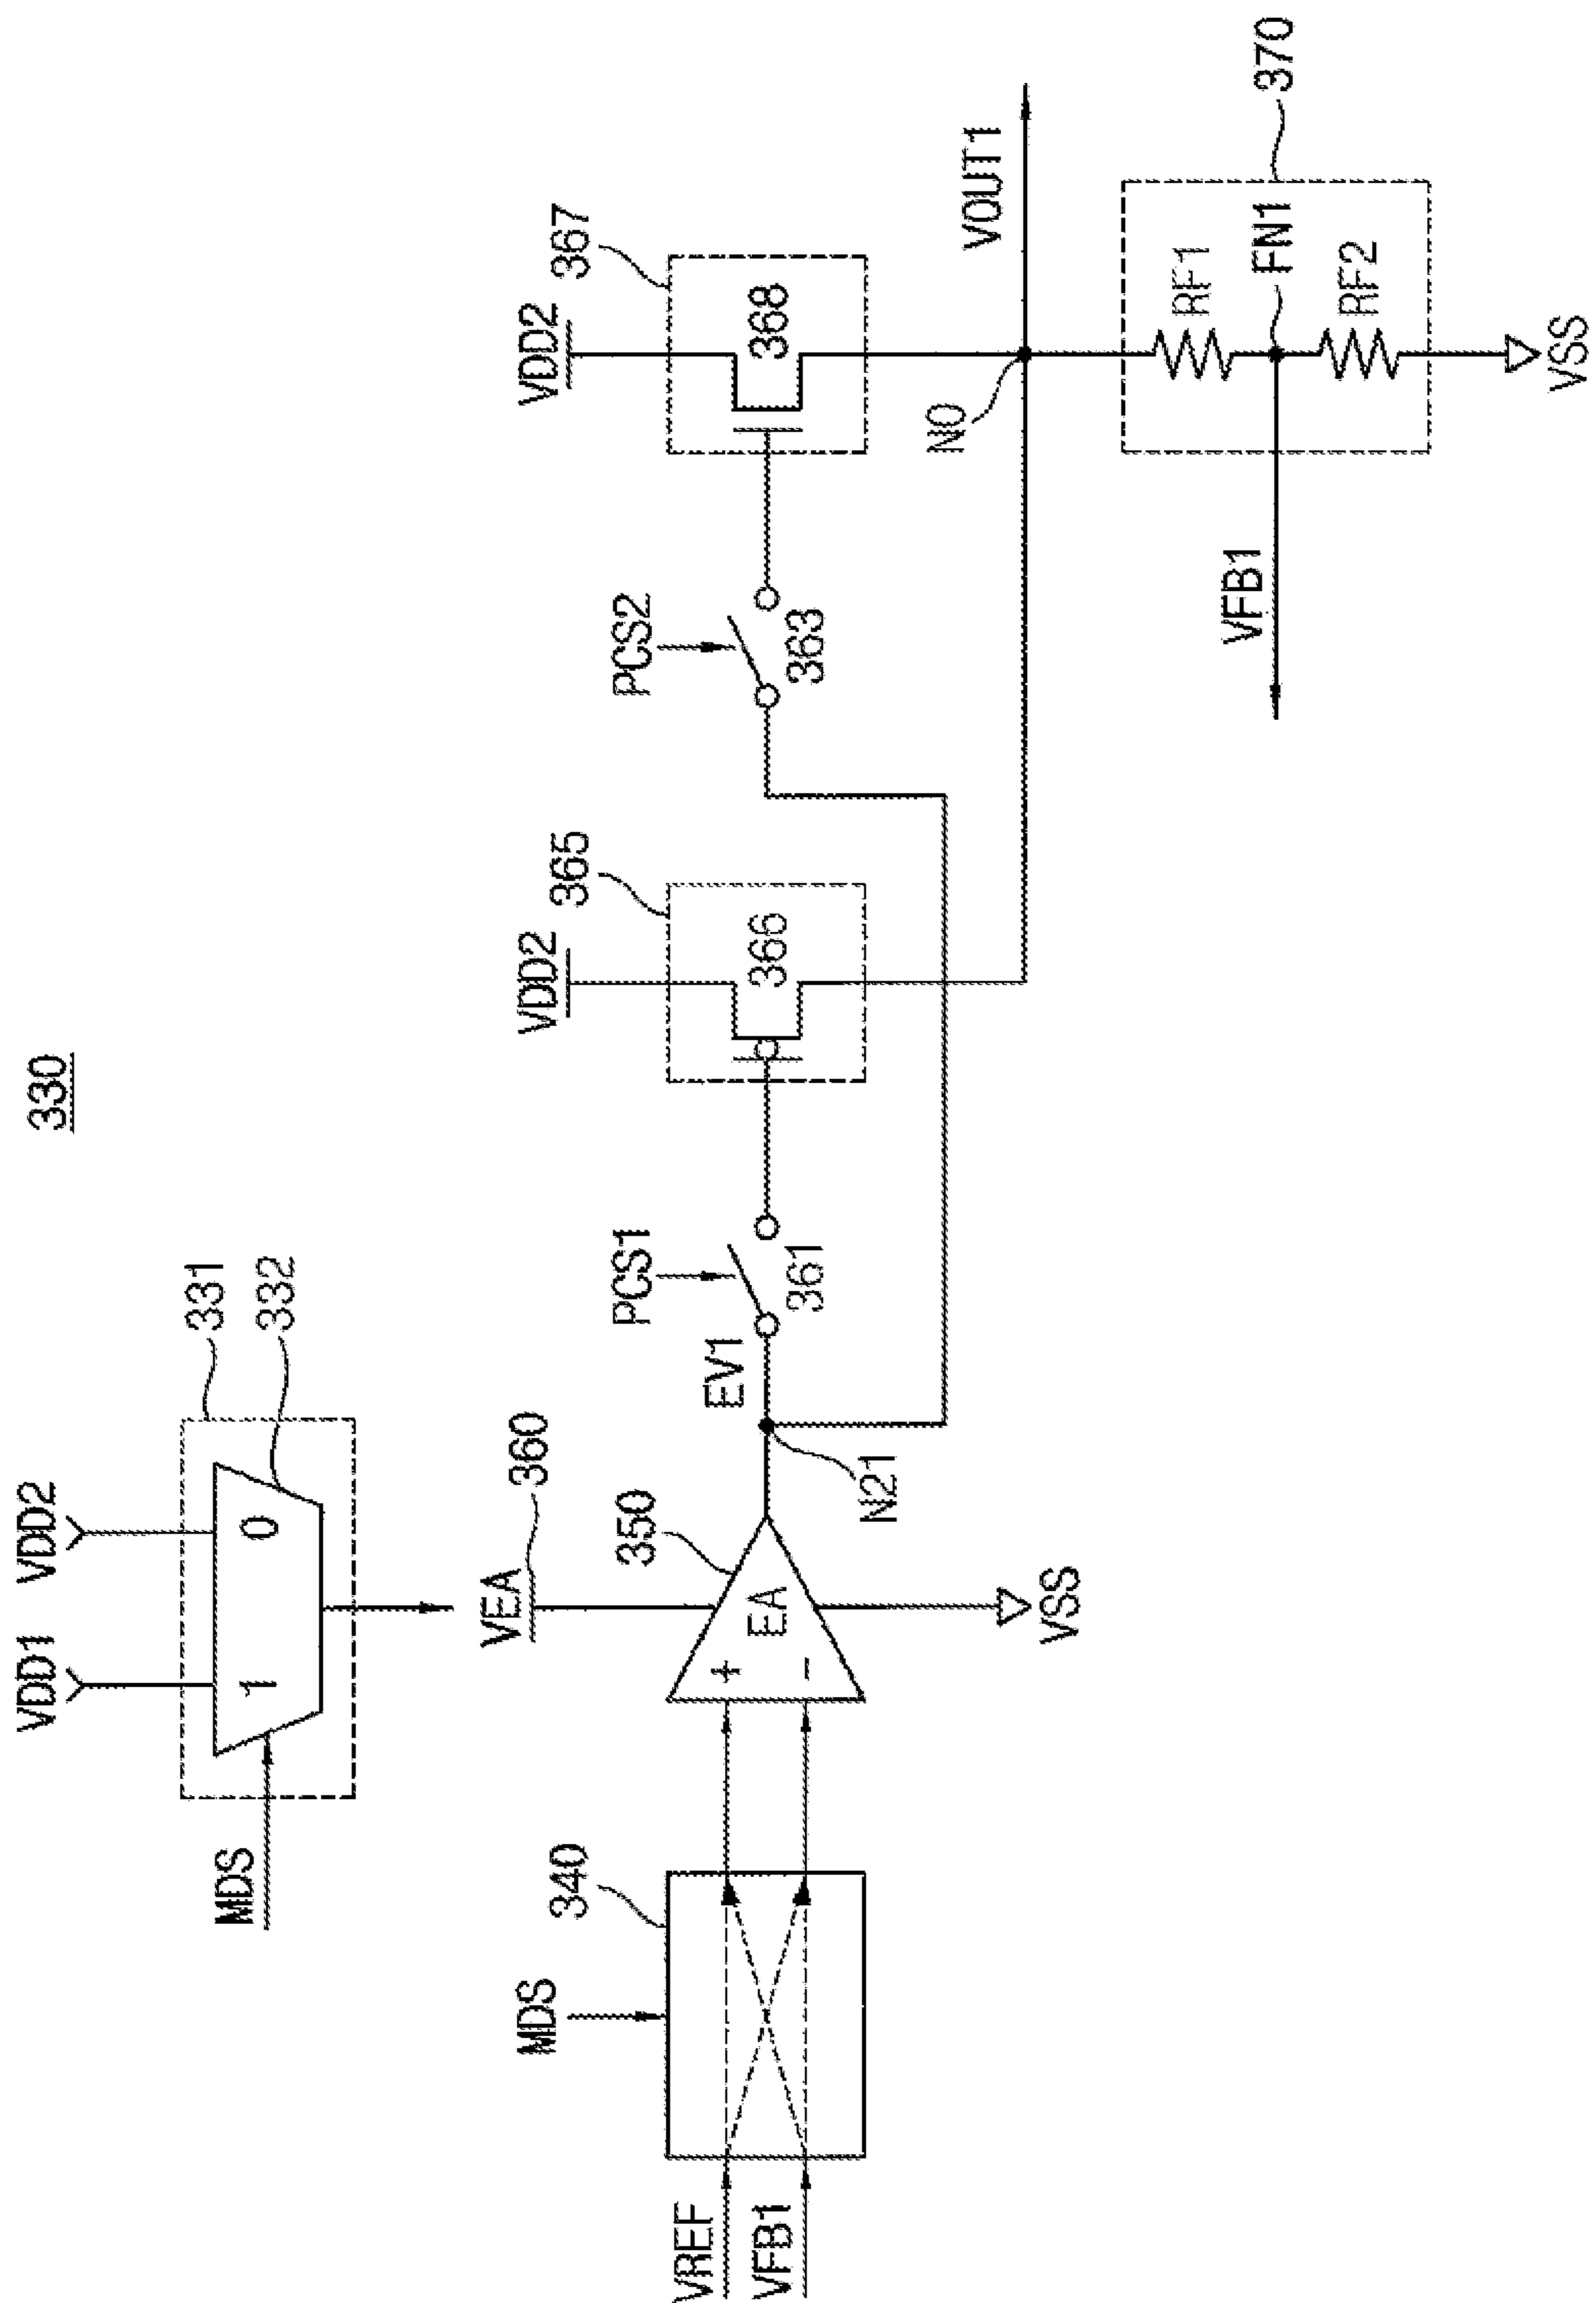 330
VDD1
VDD2
331
332
1
0
MDS
VEA
360
MDS
340
350
VREF
VFB1
+
-
EA
VSS
N21
EV1
PCS1
361
VDD2
365
366
PCS2
363
VDD2
367
368
NO
VOUT1
370
RF1
FN1
RF2
VFB1
VSS